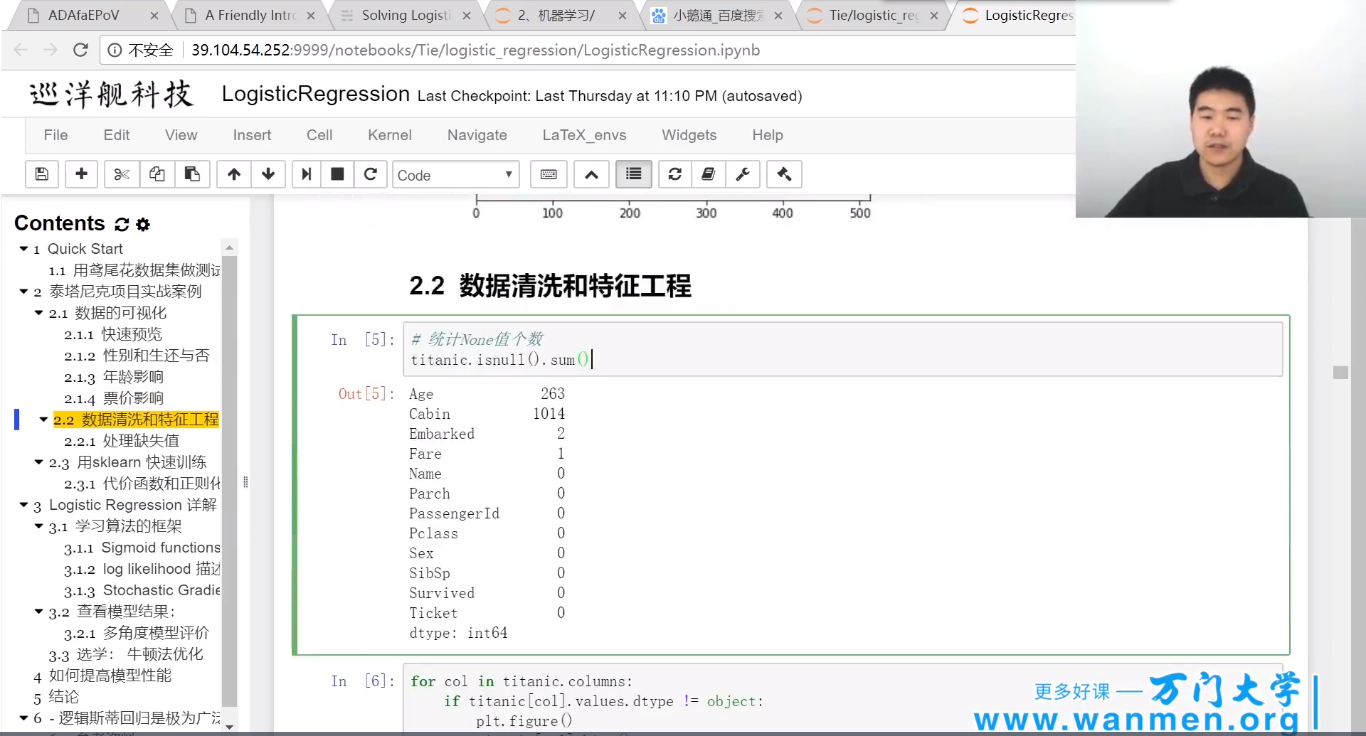 ADAfaEPoV
A Friendly Intro
Solving Logisti
2、机器学习/
小鹅通_百度搜索
Tie/logistic_reg
LogisticRegres
不安全 39.104.54.252:9999/notebooks/Tie/logistic_regression/LogisticRegression.ipynb
巡洋舰科技 LogisticRegression Last Checkpoint: Last Thursday at 11:10 PM (autosaved)
File Edit View Insert Cell Kernel Navigate LaTeX_envs Widgets Help
Code
Contents
1 Quick Start
1.1 用鸢尾花数据集做测试
2 泰塔尼克项目实战案例
2.1 数据的可视化
2.1.1 快速预览
2.1.2 性别和生还与否
2.1.3 年龄影响
2.1.4 票价影响
2.2 数据清洗和特征工程
2.2.1 处理缺失值
2.3 用sklearn 快速训练
2.3.1 代价函数和正则化
3 Logistic Regression 详解
3.1 学习算法的框架
3.1.1 Sigmoid functions
3.1.2 log likelihood 描述
3.1.3 Stochastic Gradie
3.2 查看模型结果：
3.2.1 多角度模型评价
3.3 选学： 牛顿法优化
4 如何提高模型性能
5 结论
6 - 逻辑斯蒂回归是极为广泛
0 100 200 300 400 500
2.2 数据清洗和特征工程
In [5]: # 统计None值个数
titanic.isnull().sum()
Out[5]: Age 263
Cabin 1014
Embarked 2
Fare 1
Name 0
Parch 0
PassengerId 0
Pclass 0
Sex 0
SibSp 0
Survived 0
Ticket 0
dtype: int64
In [6]: for col in titanic.columns:
if titanic[col].values.dtype != object:
plt.figure()
更多好课 — 万门大学
www.wanmen.org